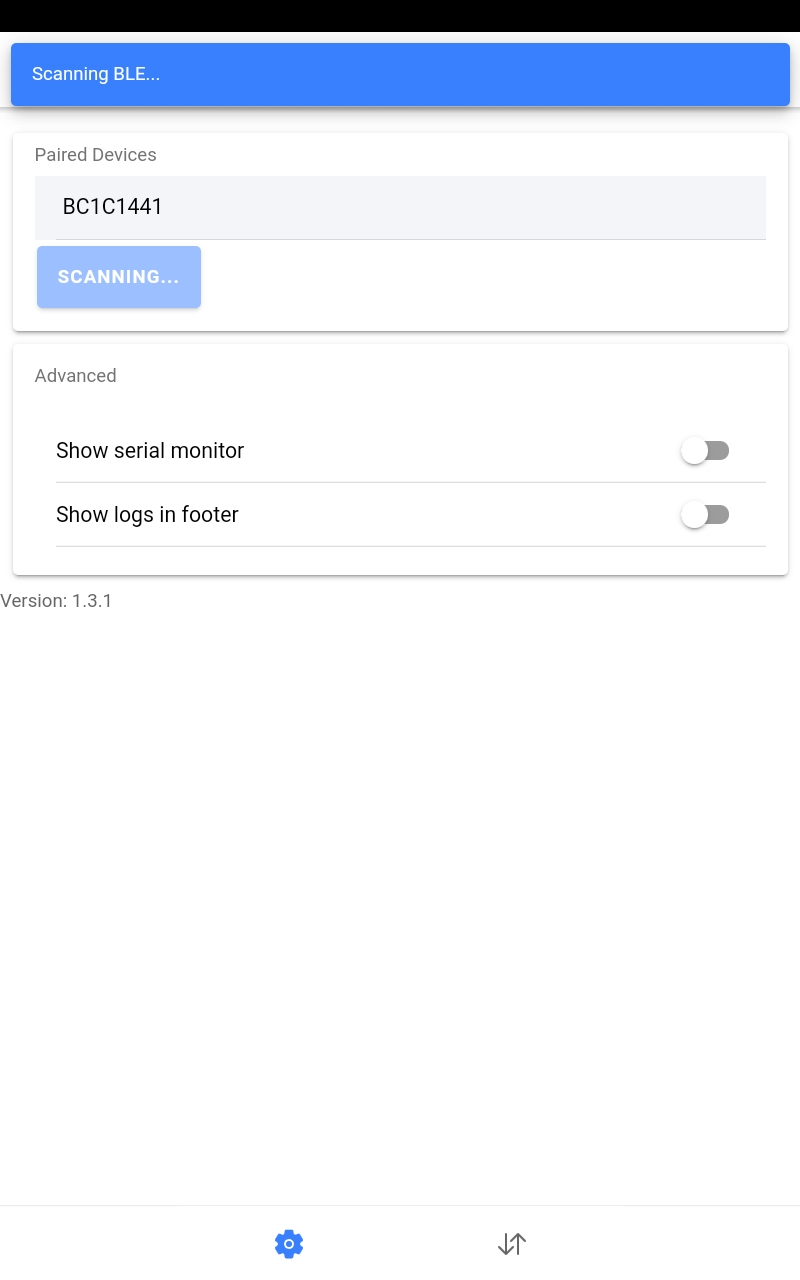 Scanning BLE...
Paired Devices
BC1C1441
SCANNING...
Advanced
Show serial monitor
Show logs in footer
Version: 1.3.1